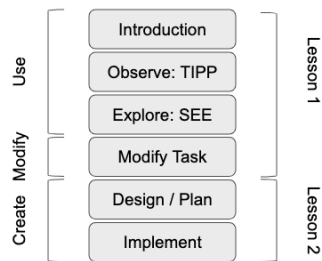 Introduction
Observe: TIPP
Explore: SEE
Modify Task
Design / Plan
Implement
Use
Modify
Create
Lesson 1
Lesson 2